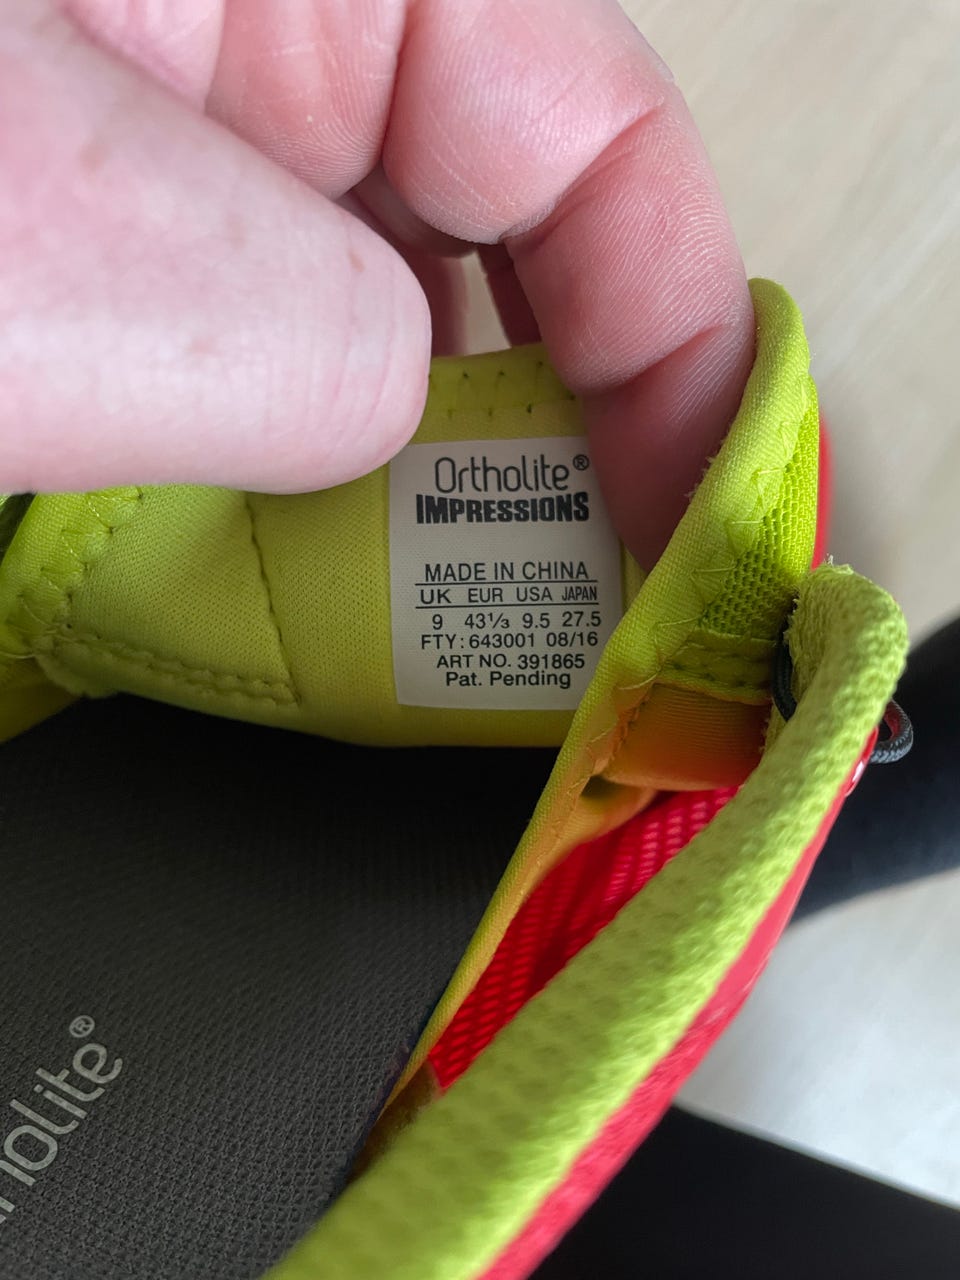 Ortholite®
IMPRESSIONS
MADE IN CHINA
UK EUR USA JAPAN
9 43⅓ 9.5 27.5
FTY: 643001 08/16
ART NO. 391865
Pat. Pending
holite®